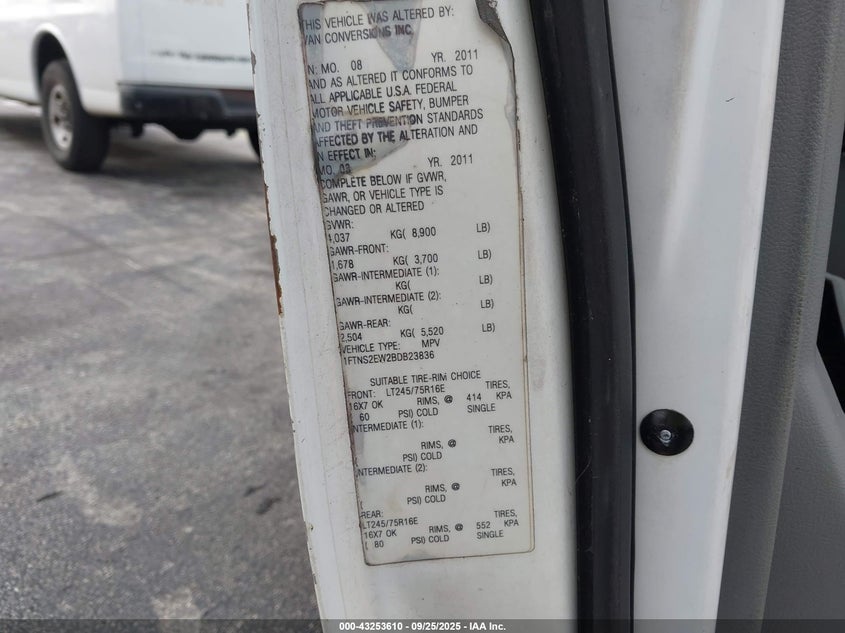 THIS VEHICLE WAS ALTERED BY:
VAN CONVERSIONS INC.
N: MO. 08 YR. 2011
AND AS ALTERED IT CONFORMS TO
ALL APPLICABLE U.S.A. FEDERAL
MOTOR VEHICLE SAFETY, BUMPER
AND THEFT PREVENTION STANDARDS
AFFECTED BY THE ALTERATION AND
N EFFECT IN:
MO. 03 YR. 2011
COMPLETE BELOW IF GVWR,
GAWR, OR VEHICLE TYPE IS
CHANGED OR ALTERED
GVWR:
4,037 KG( 8,900 LB)
GAWR-FRONT:
1,678 KG( 3,700 LB)
GAWR-INTERMEDIATE (1):
KG( LB)
GAWR-INTERMEDIATE (2):
KG( LB)
GAWR-REAR:
2,504 KG( 5,520 LB)
VEHICLE TYPE: MPV
1FTNS2EW2BDB23836
SUITABLE TIRE-RIM CHOICE
FRONT: LT245/75R16E TIRES,
16X7 OK RIMS, @ 414 KPA
( 60 PSI) COLD SINGLE
INTERMEDIATE (1): TIRES,
RIMS, @ KPA
PSI) COLD
INTERMEDIATE (2): TIRES,
RIMS, @ KPA
( PSI) COLD
REAR: TIRES,
LT245/75R16E
16X7 OK RIMS, @ 552 KPA
( 80 PSI) COLD SINGLE
000-43253610 - 09/25/2025 - IAA Inc.